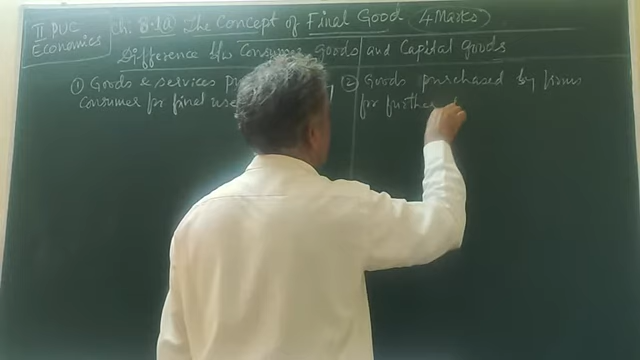 II PUC
Economics
Ch: 8.1(a) The Concept of Final Good 4 Marks
Difference b/w Consumer Goods and Capital goods
① Goods & services
Consumer for final use
② Goods purchased by firms
for further